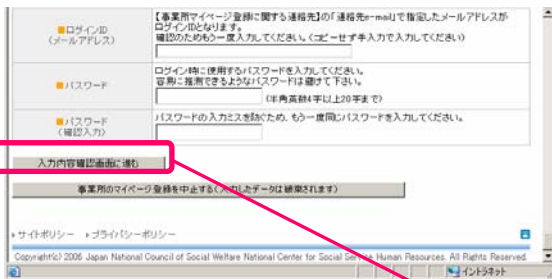 ■ログインID
(メールアドレス)
【事業所マイページ登録に関する連絡先】の「連絡先e-mail」で指定したメールアドレスが
ログインIDとなります。
確認のためもう一度入力してください。(コピーせず手入力で入力してください)
■パスワード
ログイン時に使用するパスワードを入力してください。
容易に推測できるようなパスワードは避けて下さい。
(半角英数4字以上20字まで)
■パスワード
(確認入力)
パスワードの入力ミスを防ぐため、もう一度同じパスワードを入力してください。
入力内容確認画面に進む
事業所のマイページ登録を中止する(入力したデータは破棄されます)
▸サイトポリシー ▸プライバシーポリシー
Copyright(c) 2006 Japan National Council of Social Welfare National Center for Social Service Human Resources. All Rights Reserved.
イントラネット